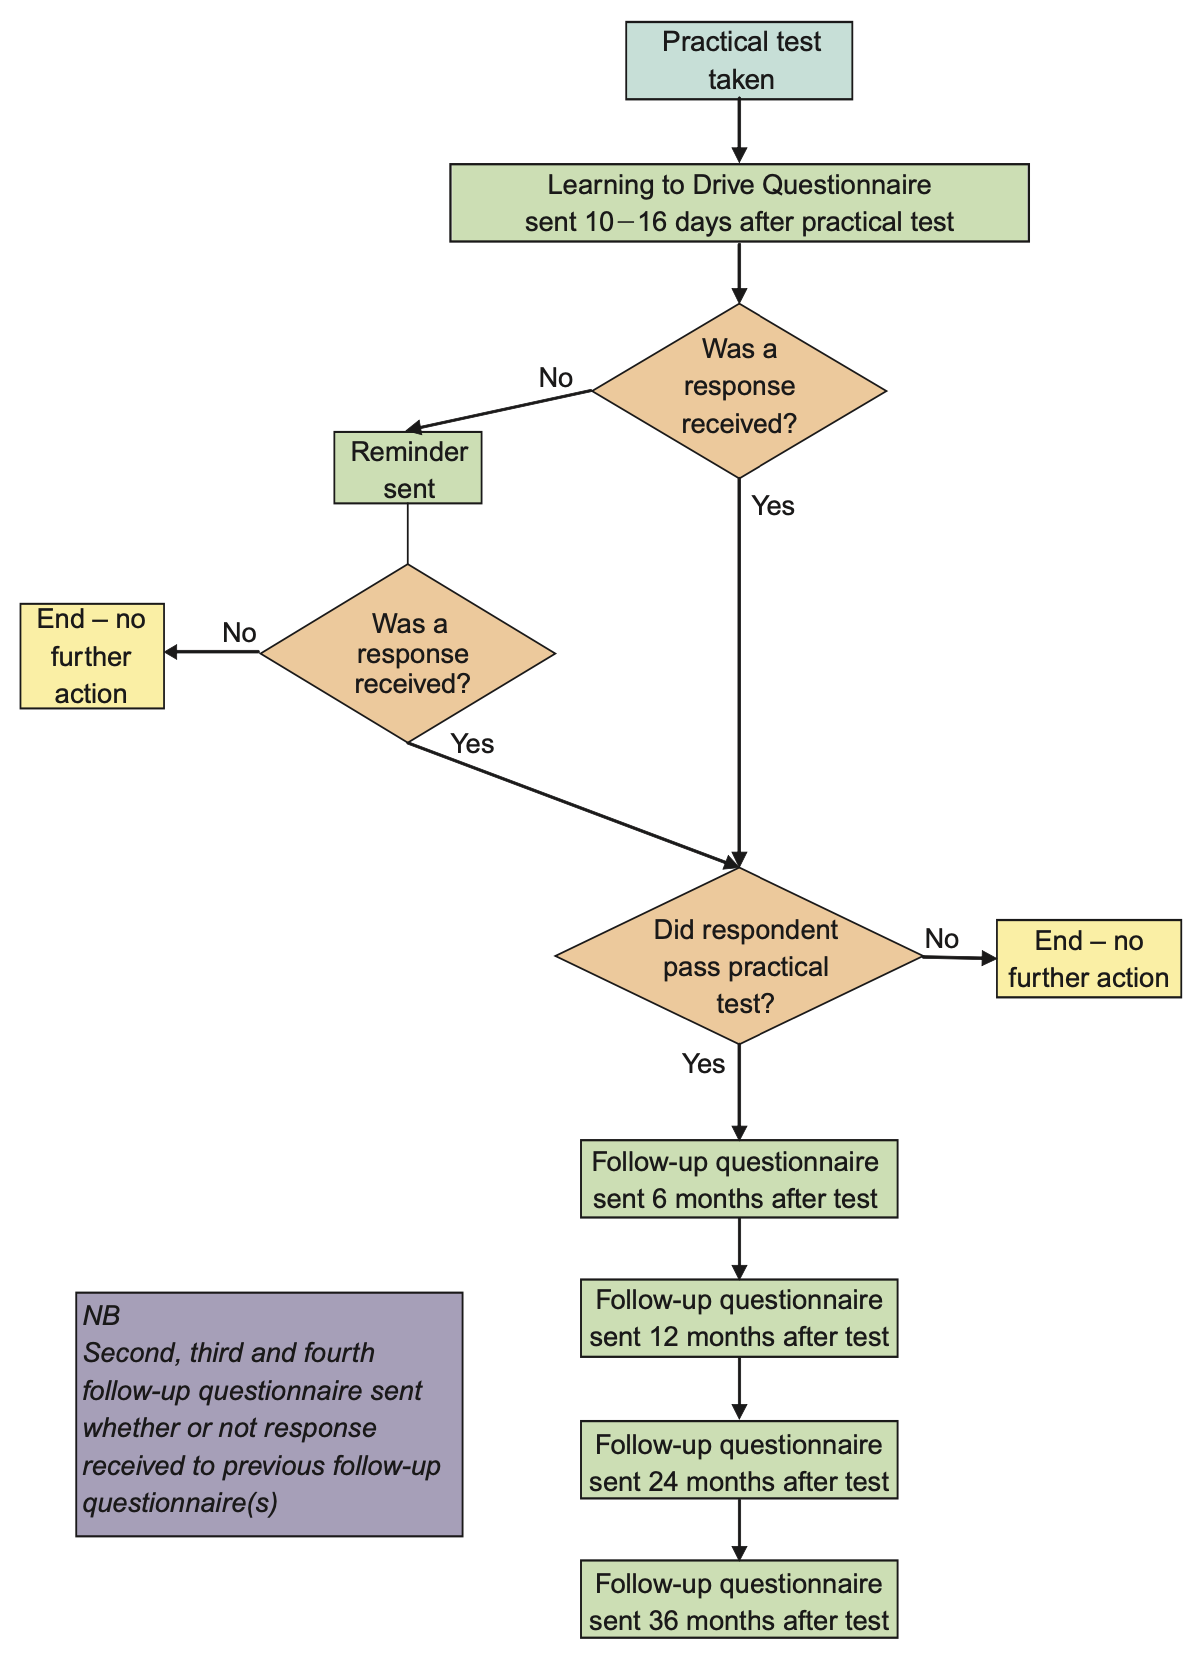 Practical test
taken
Learning to Drive Questionnaire
sent 10–16 days after practical test
Was a
response
received?
No
Yes
Reminder
sent
Was a
response
received?
No
End – no
further
action
Yes
Did respondent
pass practical
test?
No
End – no
further action
Yes
Follow-up questionnaire
sent 6 months after test
Follow-up questionnaire
sent 12 months after test
Follow-up questionnaire
sent 24 months after test
Follow-up questionnaire
sent 36 months after test
NB
Second, third and fourth
follow-up questionnaire sent
whether or not response
received to previous follow-up
questionnaire(s)